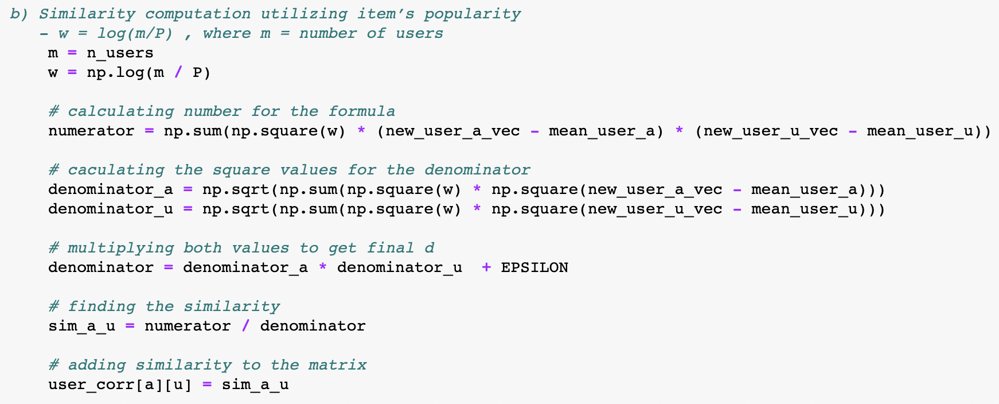 b) Similarity computation utilizing item’s popularity
- w = log(m/P) , where m = number of users
m = n_users
w = np.log(m / P)
# calculating number for the formula
numerator = np.sum(np.square(w) * (new_user_a_vec - mean_user_a) * (new_user_u_vec - mean_user_u))
# caculating the square values for the denominator
denominator_a = np.sqrt(np.sum(np.square(w) * np.square(new_user_a_vec - mean_user_a)))
denominator_u = np.sqrt(np.sum(np.square(w) * np.square(new_user_u_vec - mean_user_u)))
# multiplying both values to get final d
denominator = denominator_a * denominator_u  + EPSILON
# finding the similarity
sim_a_u = numerator / denominator
# adding similarity to the matrix
user_corr[a][u] = sim_a_u